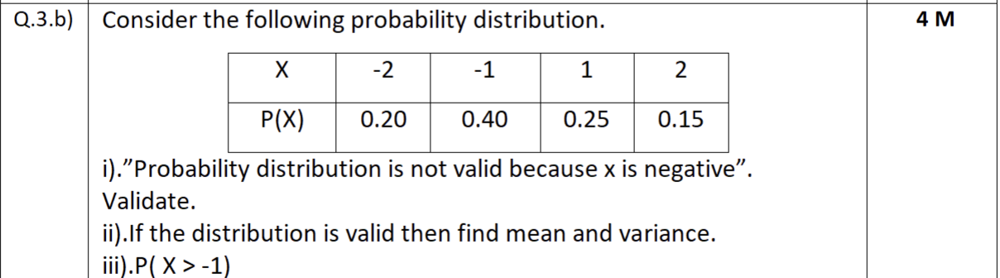 Q.3.b) Consider the following probability distribution. 4 M
X -2 -1 1 2
P(X) 0.20 0.40 0.25 0.15
i).”Probability distribution is not valid because x is negative”.
Validate.
ii).If the distribution is valid then find mean and variance.
iii).P( X > -1)